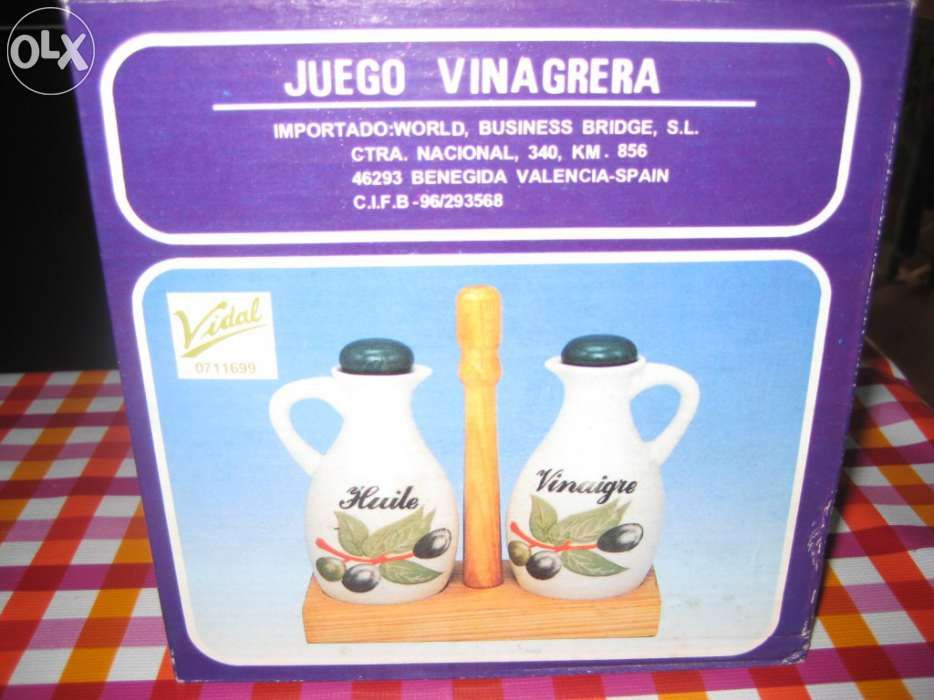 OLX
JUEGO VINAGRERA
IMPORTADO:WORLD, BUSINESS BRIDGE, S.L.
CTRA. NACIONAL, 340, KM. 856
46293 BENEGIDA VALENCIA-SPAIN
C.I.F.B-96/293568
Vidal
0711699
Huile
Vinaigre